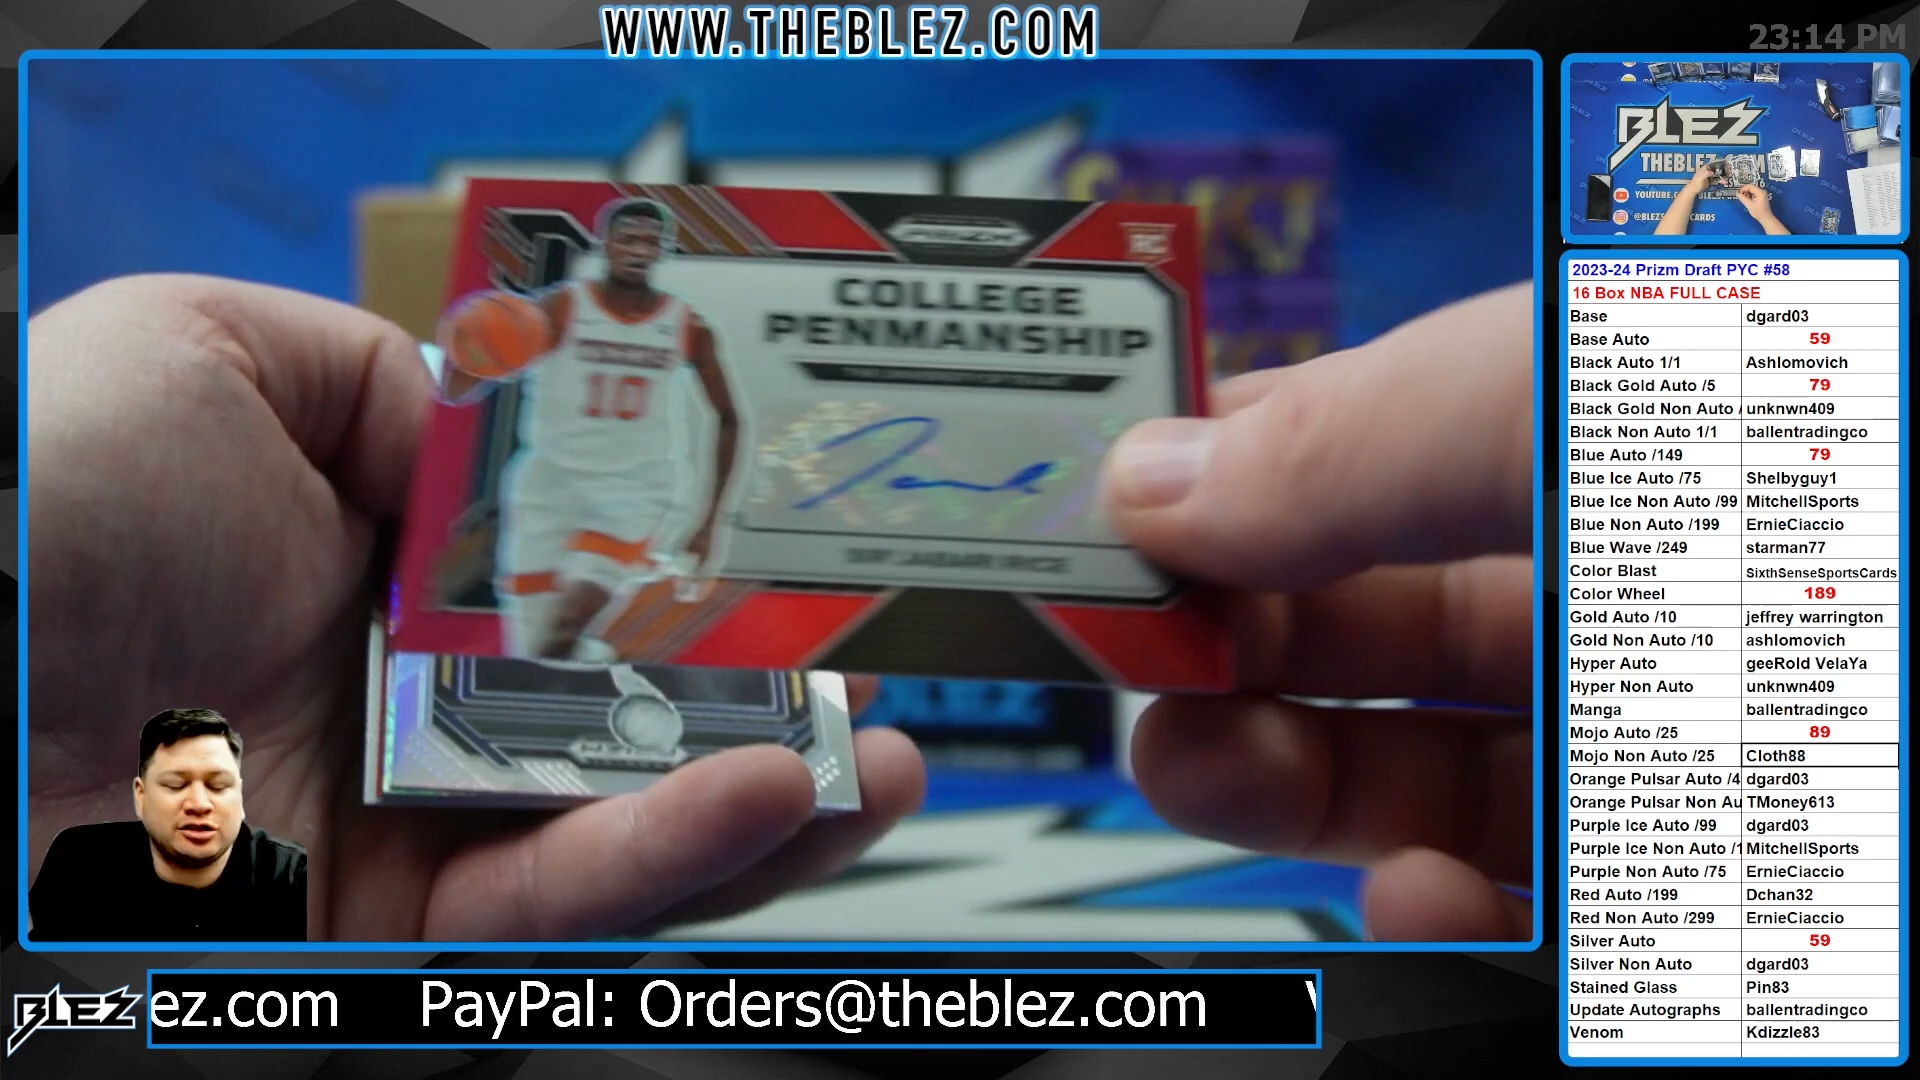 WWW.THEBLEZ.COM
23:14 PM
BLEZ
THEBLEZ
@BLEZS
CARDS
PRIZM
RC
COLLEGE
PENMANSHIP
10
SIR'JABARI RICE
2023-24 Prizm Draft PYC #58
16 Box NBA FULL CASE
Base dgard03
Base Auto 59
Black Auto 1/1 Ashlomovich
Black Gold Auto /5 79
Black Gold Non Auto / unknwn409
Black Non Auto 1/1 ballentradingco
Blue Auto /149 79
Blue Ice Auto /75 Shelbyguy1
Blue Ice Non Auto /99 MitchellSports
Blue Non Auto /199 ErnieCiaccio
Blue Wave /249 starman77
Color Blast SixthSenseSportsCards
Color Wheel 189
Gold Auto /10 jeffrey warrington
Gold Non Auto /10 ashlomovich
Hyper Auto geeRold VelaYa
Hyper Non Auto unknwn409
Manga ballentradingco
Mojo Auto /25 89
Mojo Non Auto /25 Cloth88
Orange Pulsar Auto /4 dgard03
Orange Pulsar Non Au TMoney613
Purple Ice Auto /99 dgard03
Purple Ice Non Auto /1 MitchellSports
Purple Non Auto /75 ErnieCiaccio
Red Auto /199 Dchan32
Red Non Auto /299 ErnieCiaccio
Silver Auto 59
Silver Non Auto dgard03
Stained Glass Pin83
Update Autographs ballentradingco
Venom Kdizzle83
BLEZ
ez.com PayPal: Orders@theblez.com